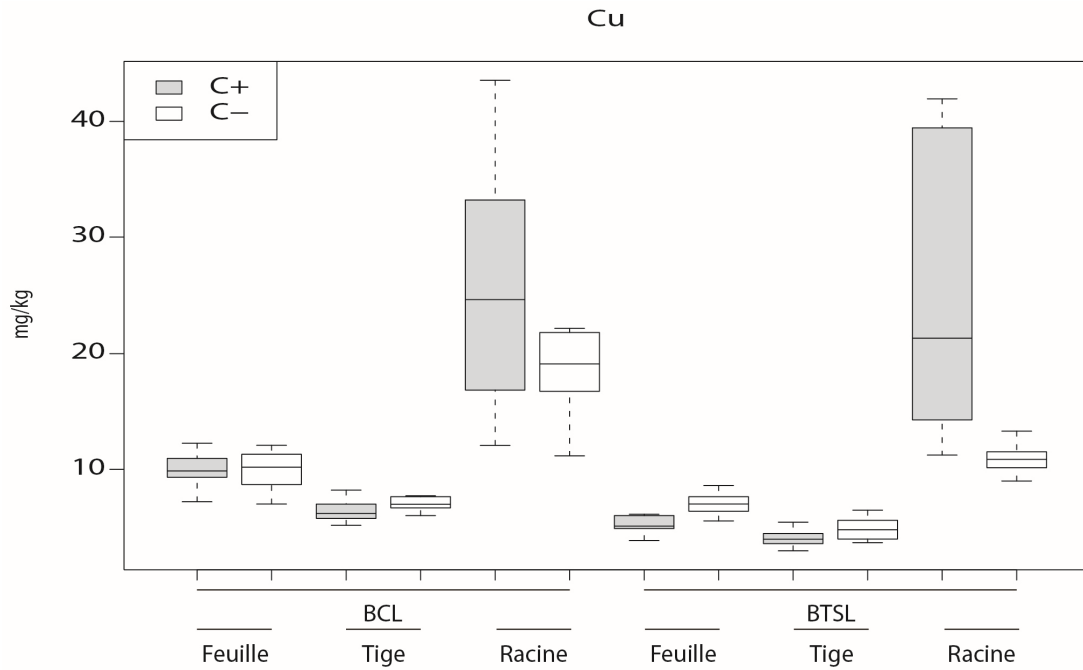 Cu
C+
C−
40
30
20
10
mg/kg
BCL BTSL
Feuille Tige Racine Feuille Tige Racine